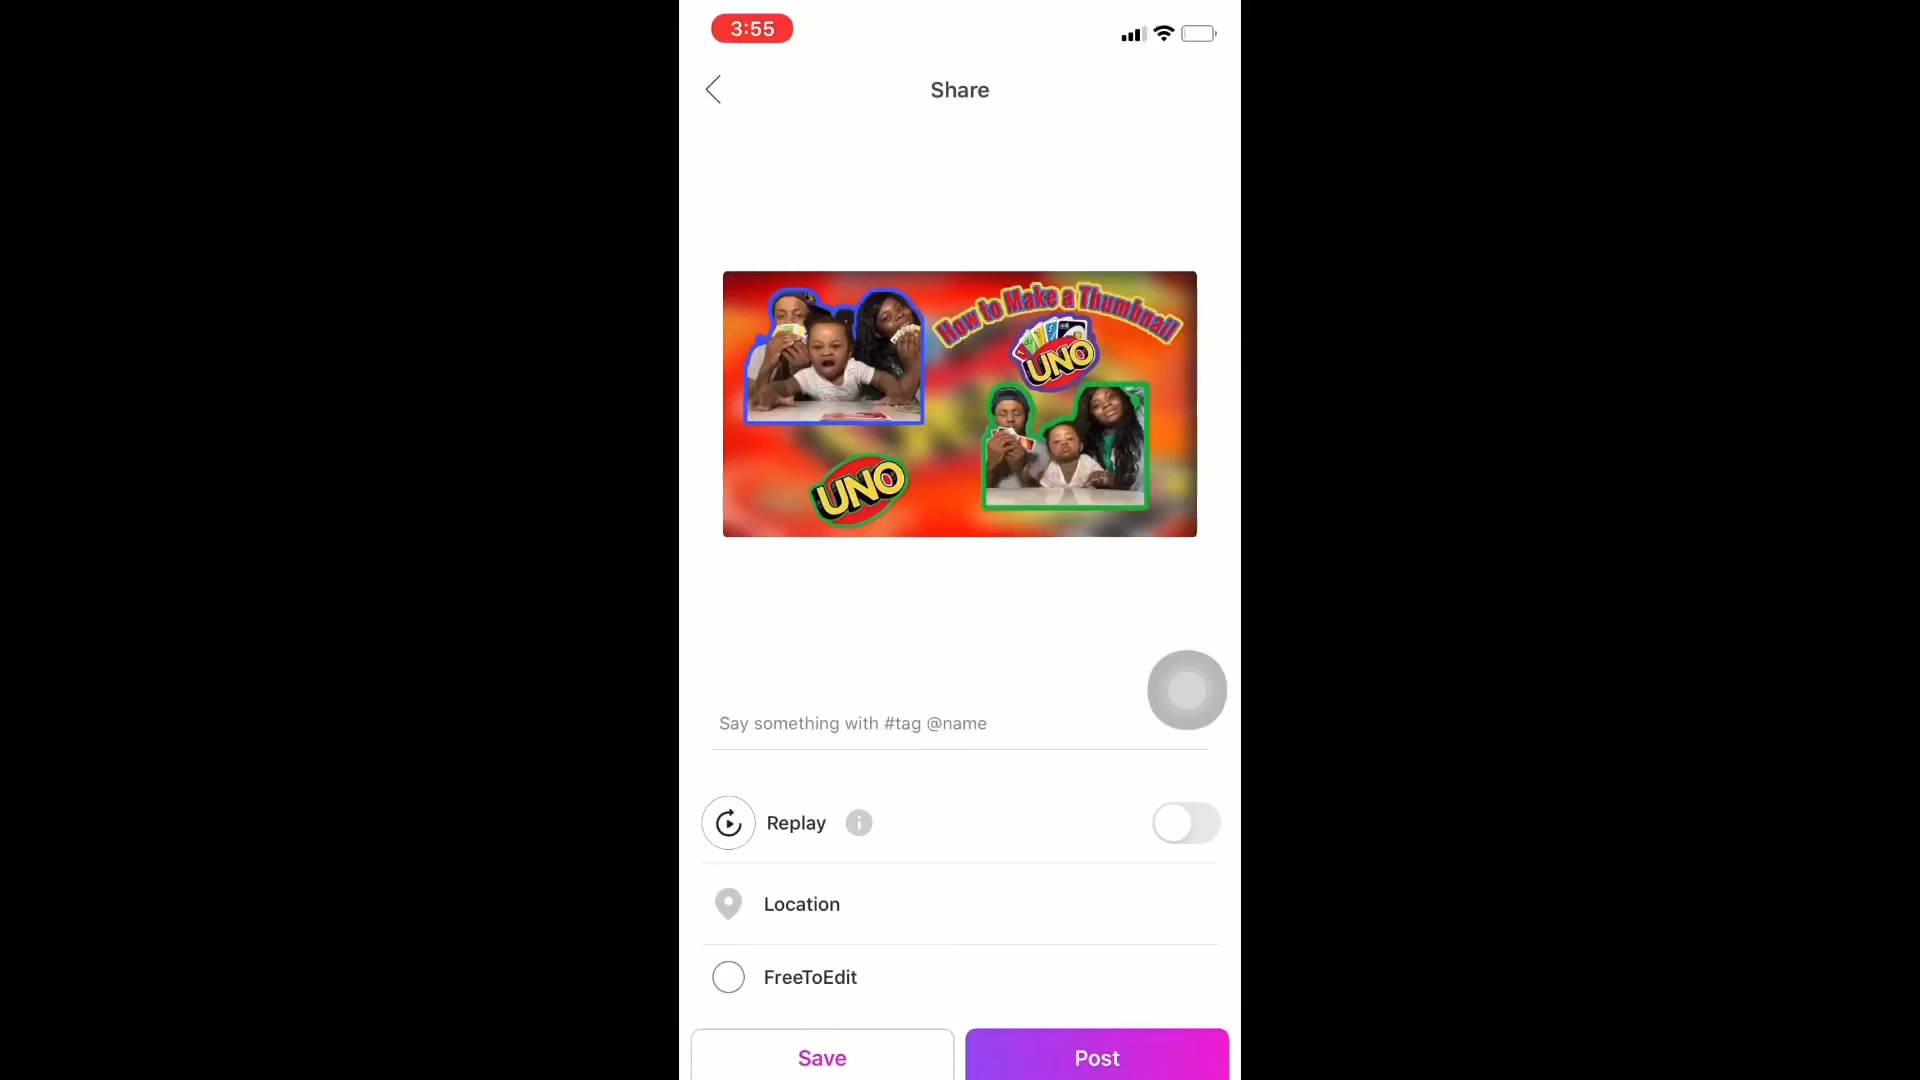 3:55
Share
How to Make a Thumbnail
UNO
UNO
Say something with #tag @name
Replay
Location
FreeToEdit
Save
Post